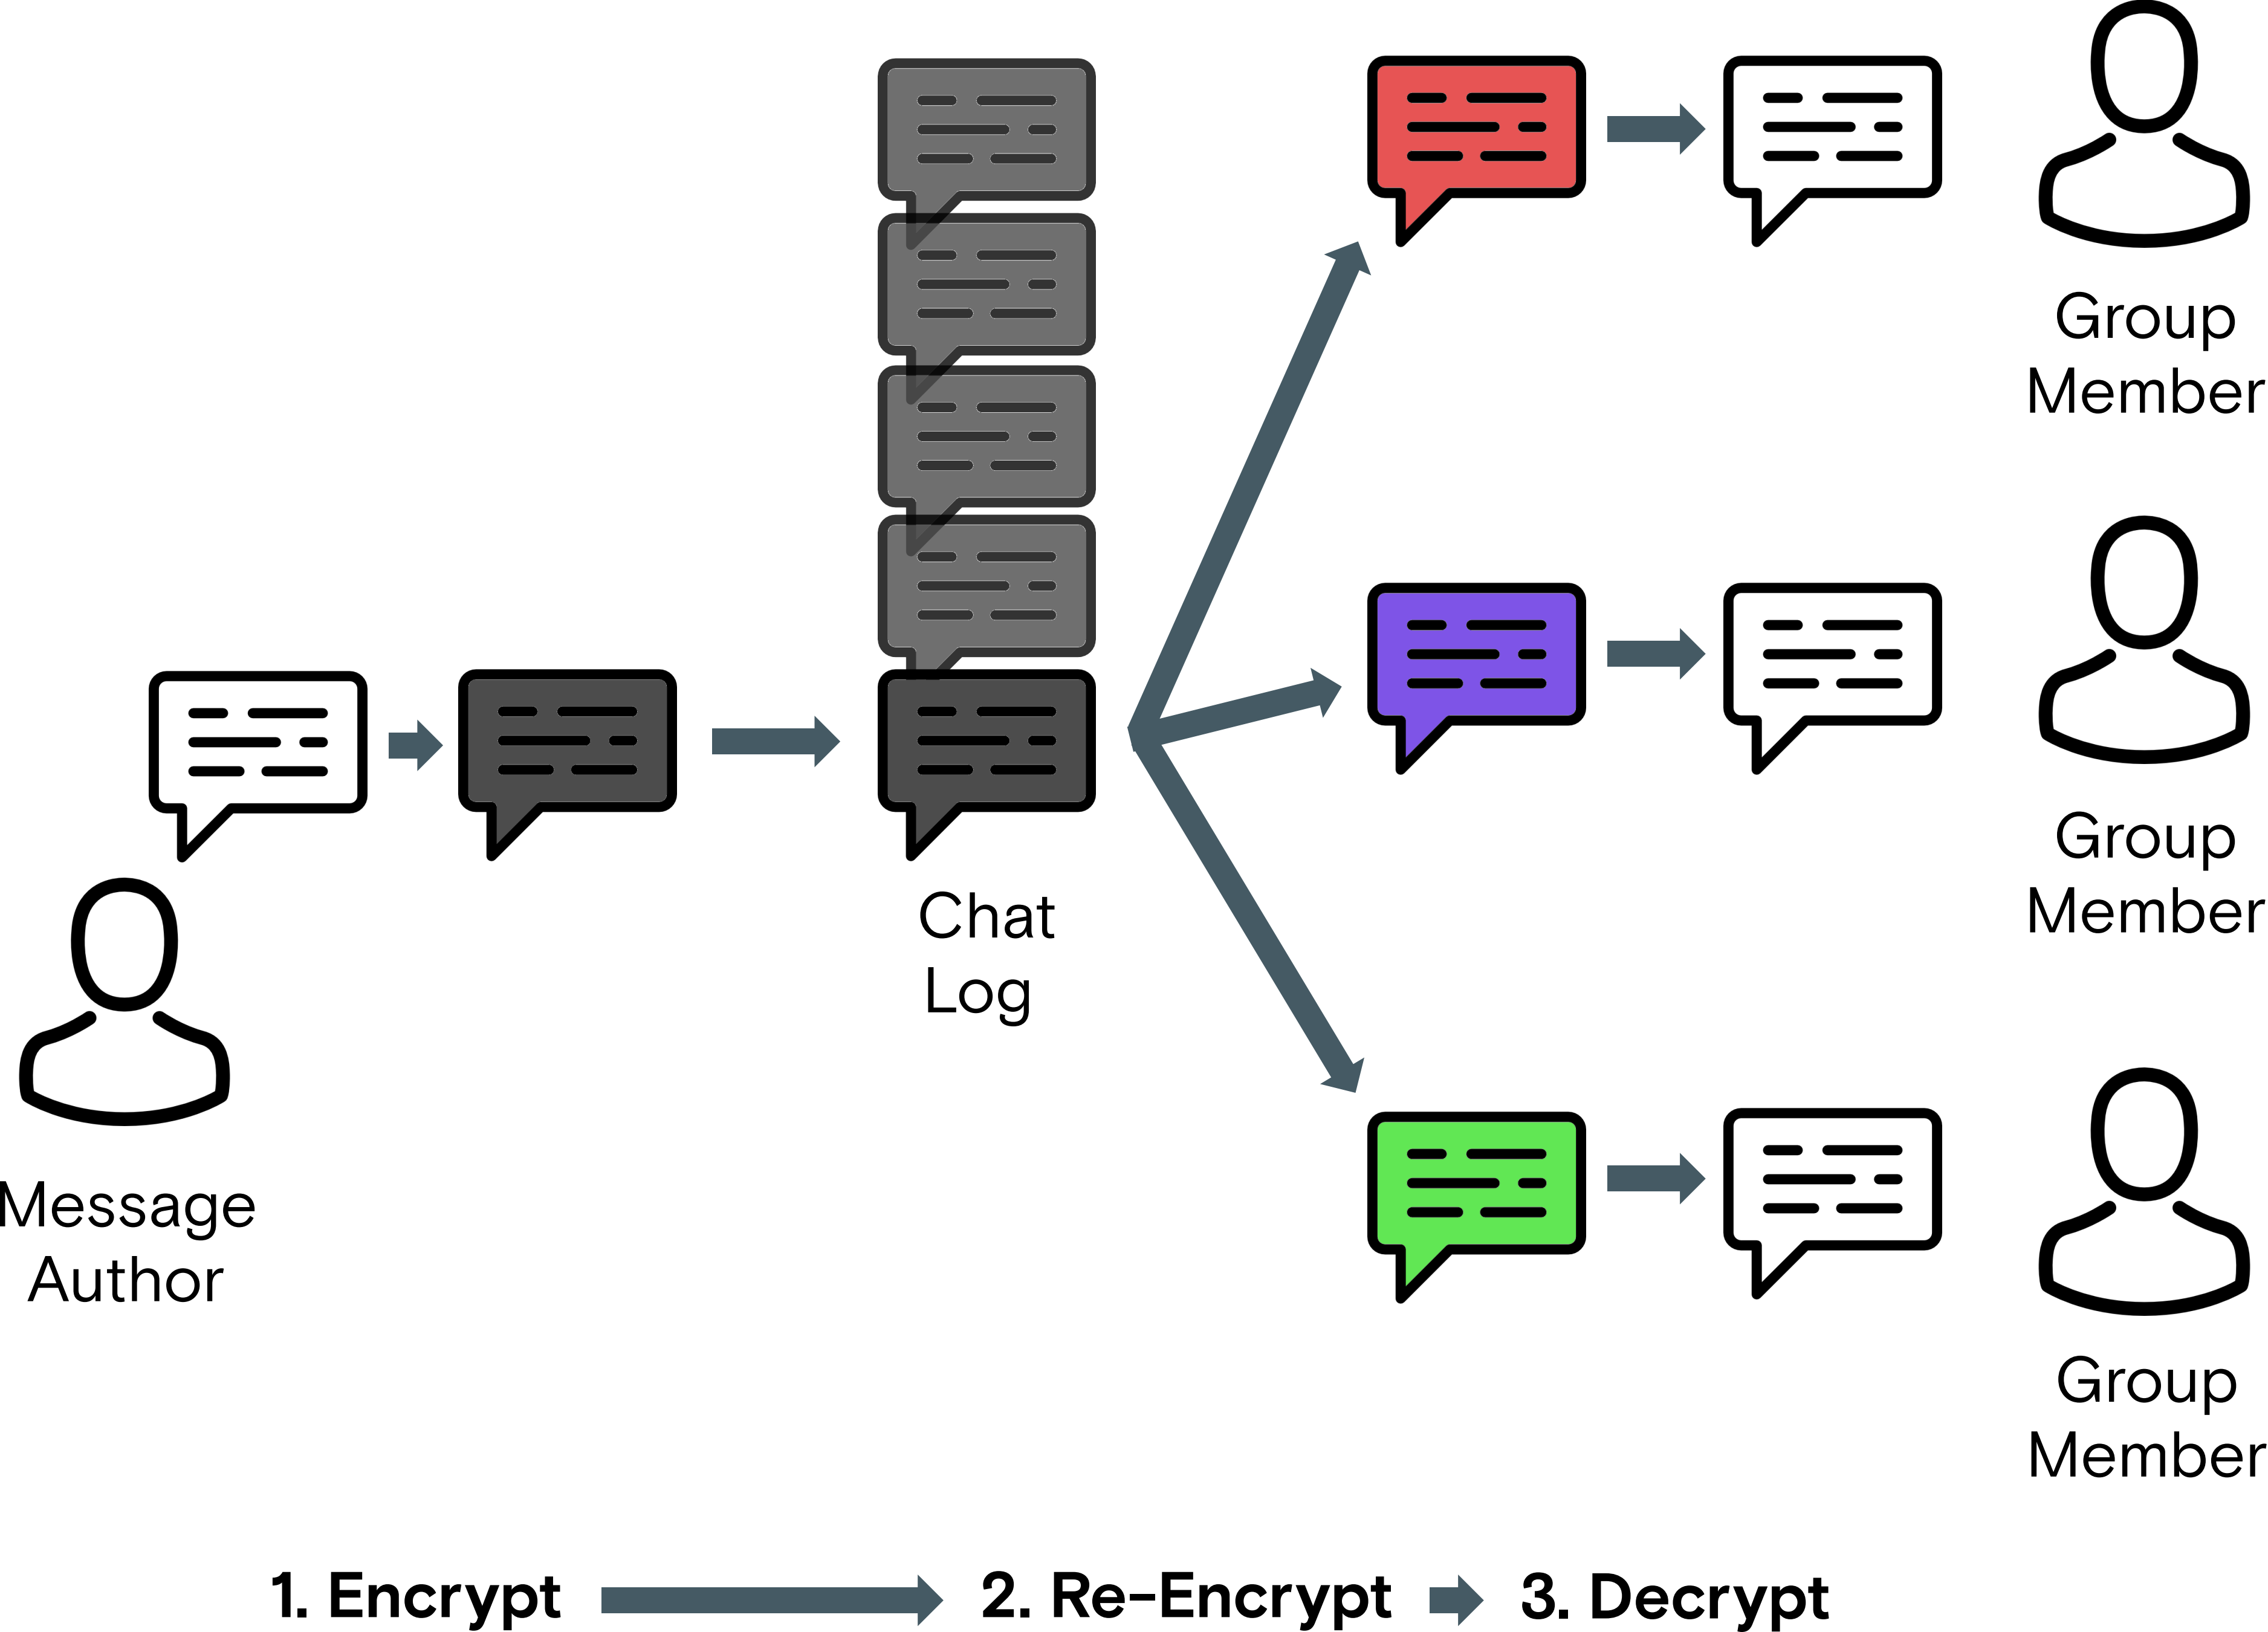 Group
Member
Group
Member
Chat
Log
Message
Author
Group
Member
1. Encrypt
2. Re-Encrypt
3. Decrypt